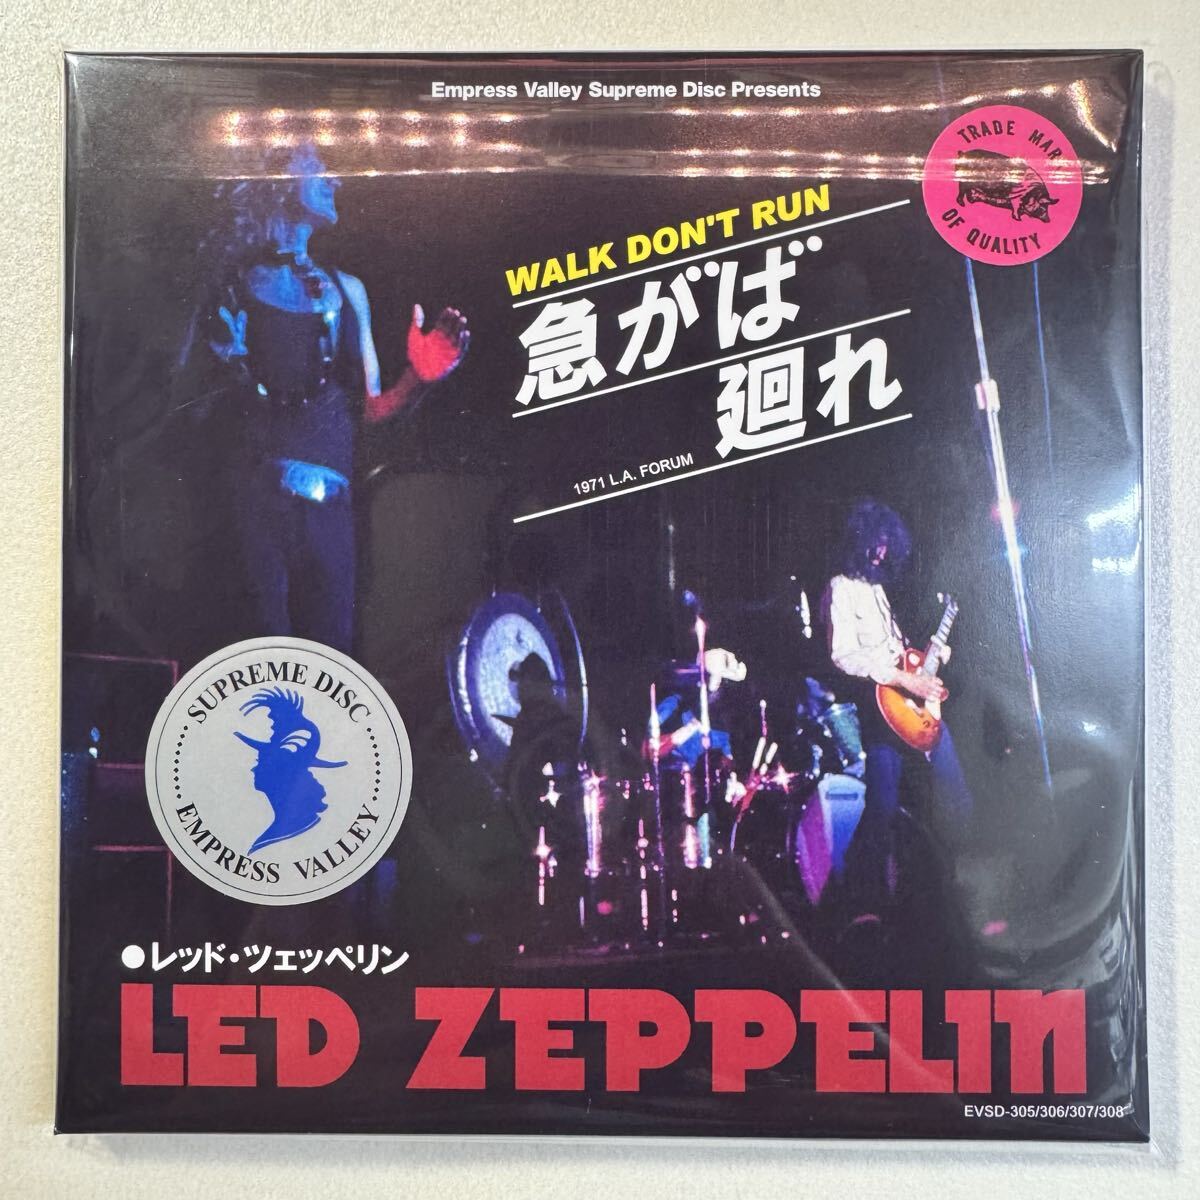 Empress Valley Supreme Disc Presents
TRADE MAR
OF QUALITY
WALK DON'T RUN
急がば
廻れ
1971 L.A. FORUM
SUPREME DISC
EMPRESS VALLEY
●レッド・ツェッペリン
LED ZEPPELIN
EVSD-305/306/307/308